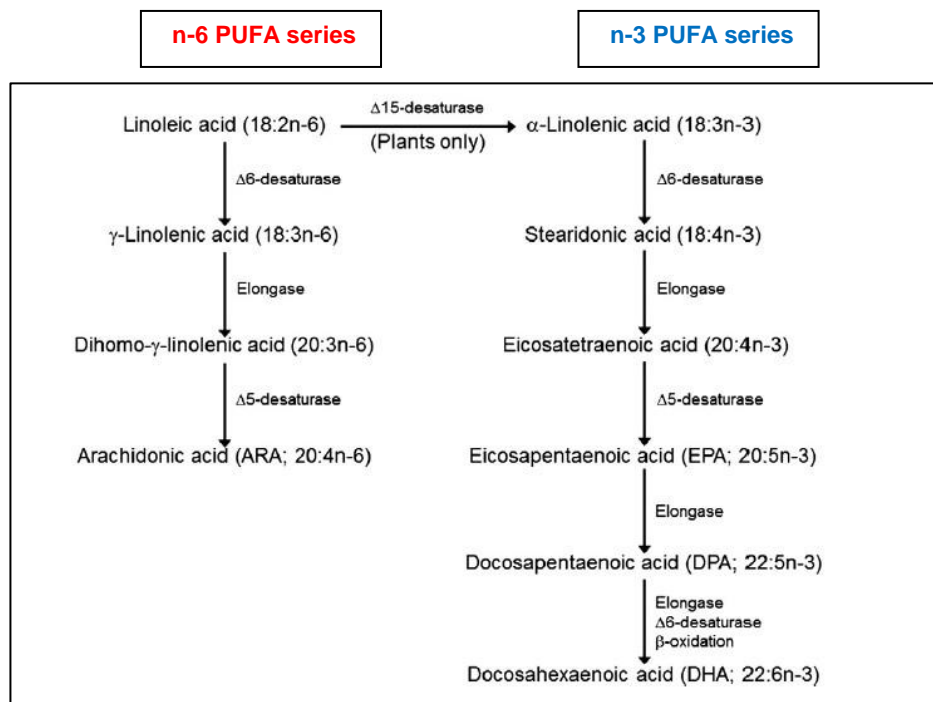 n-6 PUFA series
n-3 PUFA series
Linoleic acid (18:2n-6)
Δ15-desaturase
(Plants only)
α-Linolenic acid (18:3n-3)
Δ6-desaturase
Δ6-desaturase
γ-Linolenic acid (18:3n-6)
Stearidonic acid (18:4n-3)
Elongase
Elongase
Dihomo-γ-linolenic acid (20:3n-6)
Eicosatetraenoic acid (20:4n-3)
Δ5-desaturase
Δ5-desaturase
Arachidonic acid (ARA; 20:4n-6)
Eicosapentaenoic acid (EPA; 20:5n-3)
Elongase
Docosapentaenoic acid (DPA; 22:5n-3)
Elongase
Δ6-desaturase
β-oxidation
Docosahexaenoic acid (DHA; 22:6n-3)